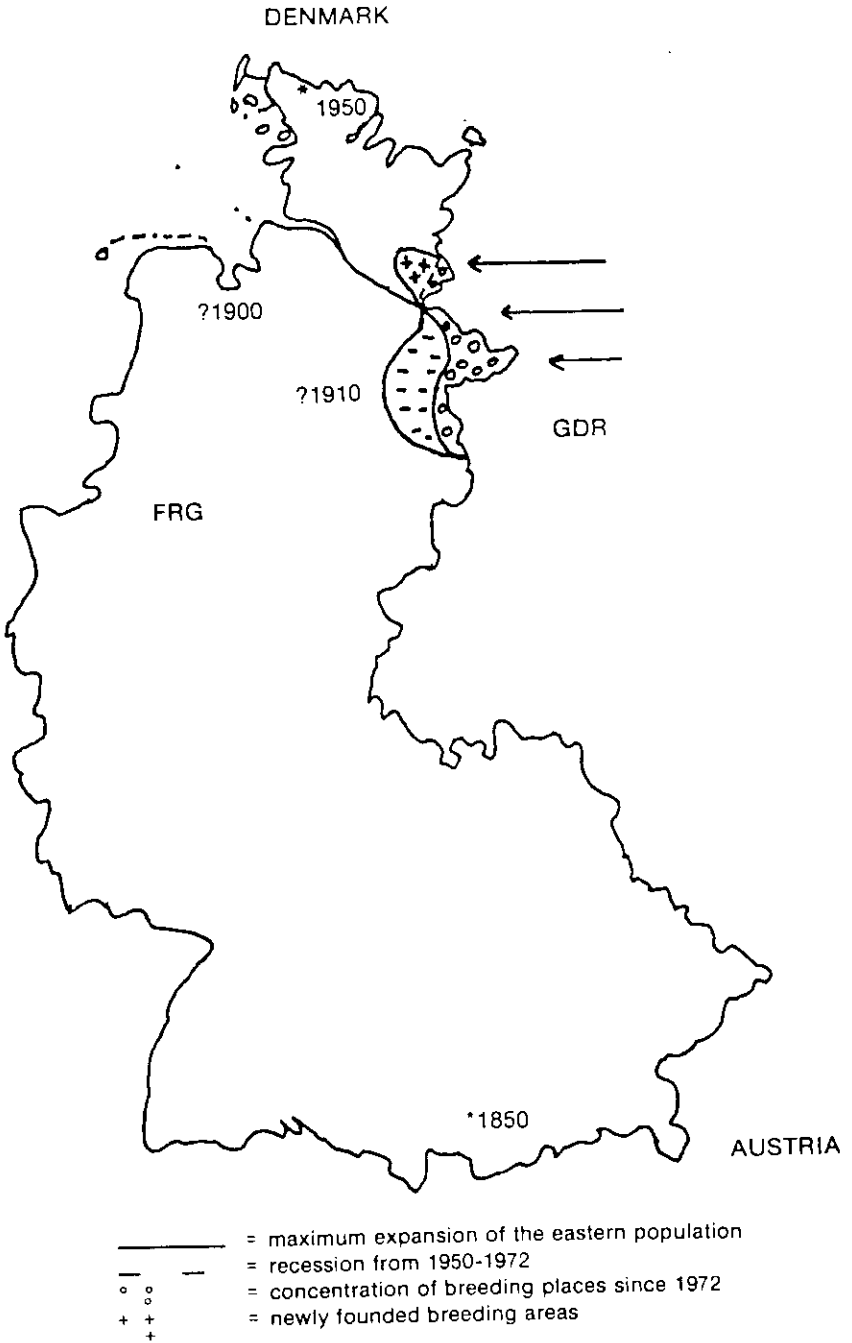 DENMARK
* 1950
?1900
?1910
GDR
FRG
*1850
AUSTRIA
= maximum expansion of the eastern population
= recession from 1950-1972
= concentration of breeding places since 1972
= newly founded breeding areas